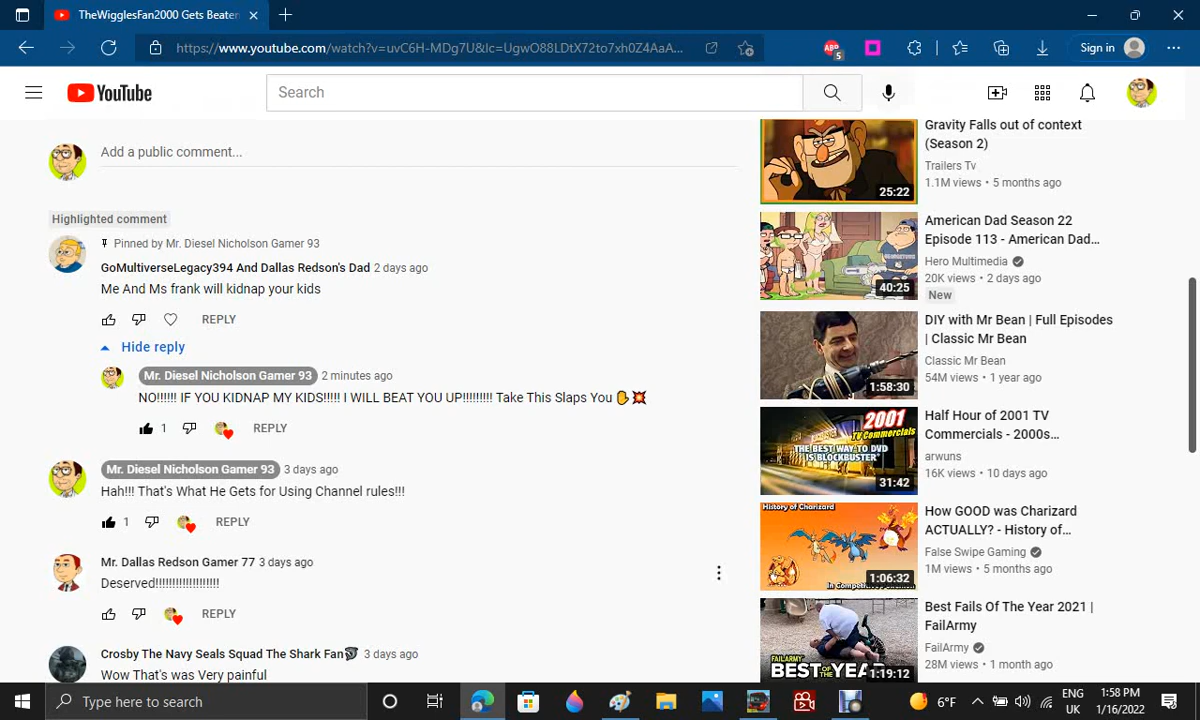 TheWigglesFan2000 Gets Beaten
https://www.youtube.com/watch?v=uvC6H-MDg7U&lc=UgwO88LDtX72to7xh0Z4AaA...
ABP
5
Sign in
YouTube
Search
Add a public comment...
Highlighted comment
Pinned by Mr. Diesel Nicholson Gamer 93
GoMultiverseLegacy394 And Dallas Redson's Dad 2 days ago
Me And Ms frank will kidnap your kids
REPLY
Hide reply
Mr. Diesel Nicholson Gamer 93 2 minutes ago
NO!!!!!! IF YOU KIDNAP MY KIDS!!!!! I WILL BEAT YOU UP!!!!!!!!! Take This Slaps You ✋💥
1 REPLY
Mr. Diesel Nicholson Gamer 93 3 days ago
Hah!!! That's What He Gets for Using Channel rules!!!
1 REPLY
Mr. Dallas Redson Gamer 77 3 days ago
Deserved!!!!!!!!!!!!!!!!!!!
REPLY
Crosby The Navy Seals Squad The Shark Fan 3 days ago
Wow That's was Very painful
25:22
Gravity Falls out of context
(Season 2)
Trailers Tv
1.1M views • 5 months ago
40:25
American Dad Season 22
Episode 113 - American Dad...
Hero Multimedia
20K views • 2 days ago
New
1:58:30
DIY with Mr Bean | Full Episodes
| Classic Mr Bean
Classic Mr Bean
54M views • 1 year ago
2001
TV Commercials
THE BEST WAY TO DVD
IS BLOCKBUSTER
31:42
Half Hour of 2001 TV
Commercials - 2000s...
arwuns
16K views • 10 days ago
History of Charizard
In Competitive
1:06:32
How GOOD was Charizard
ACTUALLY? - History of...
False Swipe Gaming
1M views • 5 months ago
FAILARMY
BEST OF THE YEAR
1:19:12
Best Fails Of The Year 2021 |
FailArmy
FailArmy
28M views • 1 month ago
Type here to search
6°F
ENG
UK
1:58 PM
1/16/2022